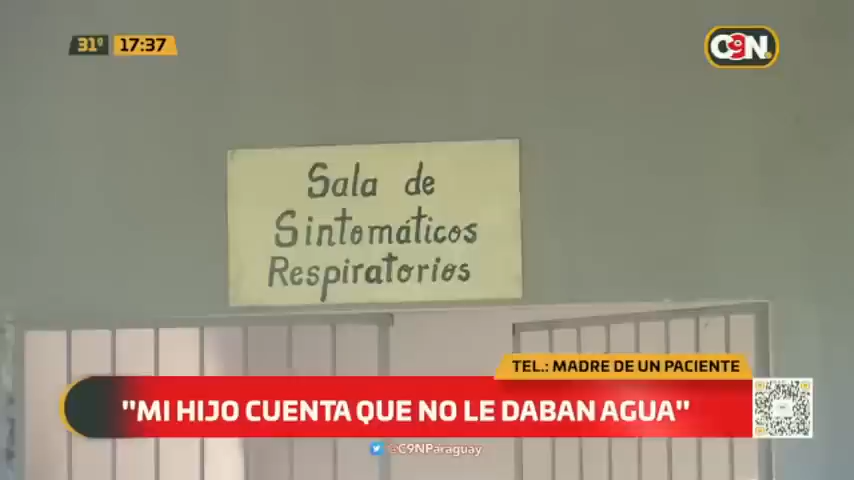 31º 17:37
C9N.
Sala de
Sintomáticos
Respiratorios
TEL.: MADRE DE UN PACIENTE
"MI HIJO CUENTA QUE NO LE DABAN AGUA"
@C9NParaguay